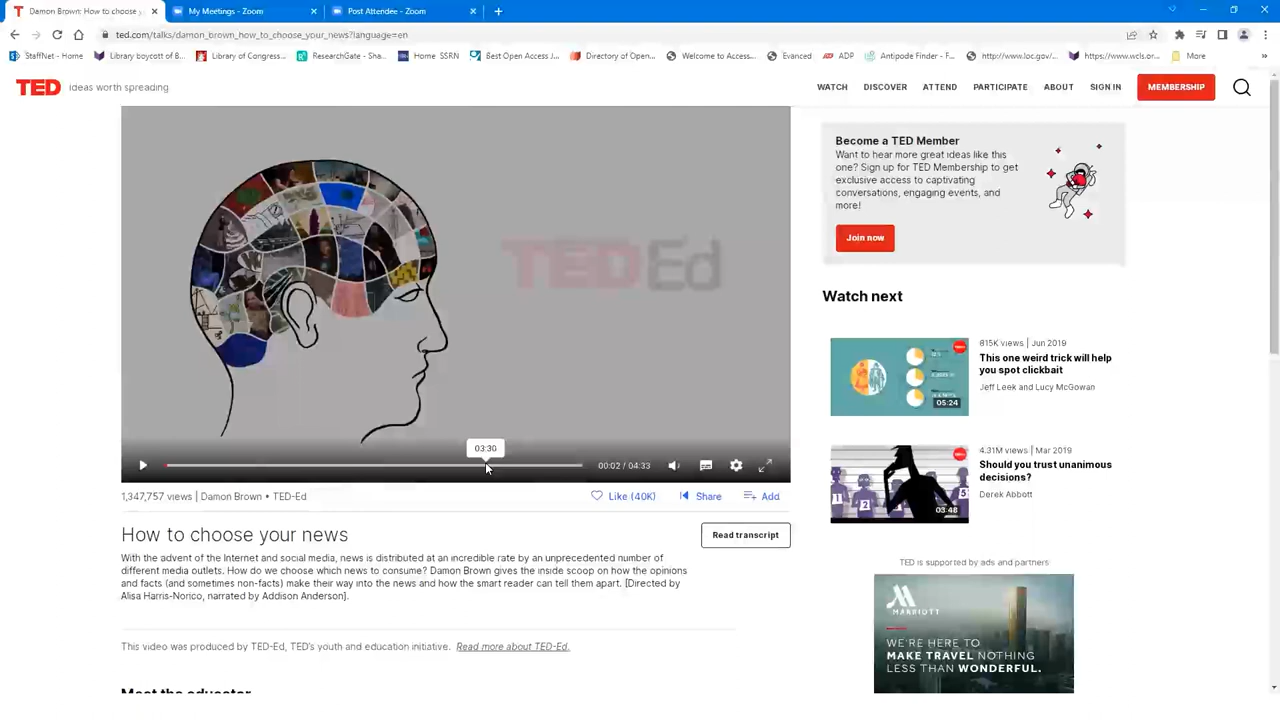 Damon Brown: How to choose y
My Meetings - Zoom
Post Attendee - Zoom
ted.com/talks/damon_brown_how_to_choose_your_news?language=en
StaffNet - Home
Library boycott of b...
Library of Congress...
ResearchGate - Sha...
Home SSRN
Best Open Access J...
Directory of Open...
Welcome to Access...
Evanced
ADP
Antipode Finder - F...
http://www.loc.gov/...
https://www.wcls.or...
More
TED
Ideas worth spreading
WATCH
DISCOVER
ATTEND
PARTICIPATE
ABOUT
SIGN IN
MEMBERSHIP
TEDEd
03:30
00:02 / 04:33
1,347,757 views | Damon Brown • TED-Ed
Like (40K)
Share
Add
How to choose your news
Read transcript
With the advent of the Internet and social media, news is distributed at an incredible rate by an unprecedented number of
different media outlets. How do we choose which news to consume? Damon Brown gives the inside scoop on how the opinions
and facts (and sometimes non-facts) make their way into the news and how the smart reader can tell them apart. [Directed by
Alisa Harris-Norico, narrated by Addison Anderson].
This video was produced by TED-Ed, TED's youth and education initiative. Read more about TED-Ed.
Meet the educator
Become a TED Member
Want to hear more great ideas like this
one? Sign up for TED Membership to get
exclusive access to captivating
conversations, engaging events, and
more!
Join now
Watch next
815K views | Jun 2019
This one weird trick will help
you spot clickbait
Jeff Leek and Lucy McGowan
05:24
4.31M views | Mar 2019
Should you trust unanimous
decisions?
Derek Abbott
03:48
TED is supported by ads and partners
MARRIOTT
WE'RE HERE TO
MAKE TRAVEL NOTHING
LESS THAN WONDERFUL.